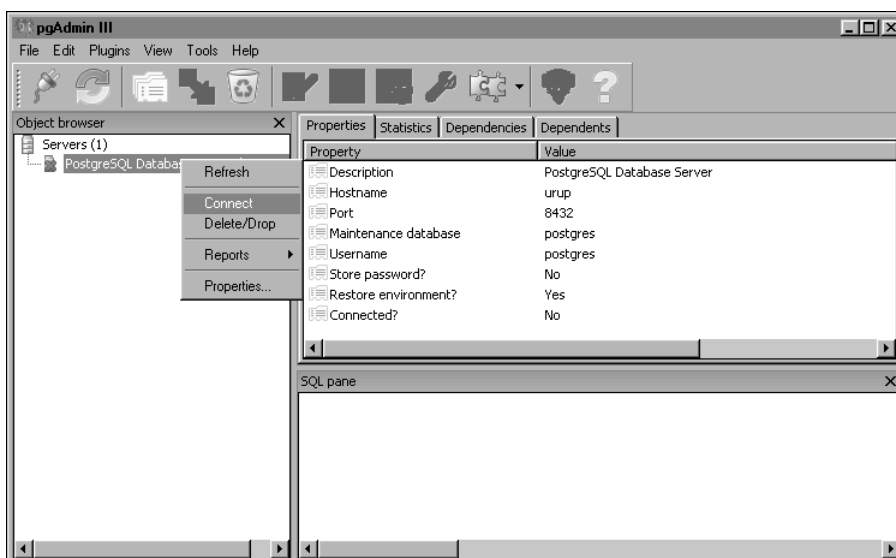 pgAdmin III
File Edit Plugins View Tools Help
Object browser
Servers (1)
PostgreSQL
Refresh
Connect
Delete/Drop
Reports
Properties...
Properties Statistics Dependencies Dependents
Property Value
Description PostgreSQL Database Server
Hostname urup
Port 8432
Maintenance database postgres
Username postgres
Store password? No
Restore environment? Yes
Connected? No
SQL pane